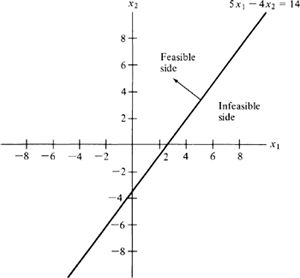 x₂
5x₁ − 4x₂ = 14
8
6
4
2
Feasible
side
Infeasible
side
−8 −6 −4 −2 2 4 6 8 x₁
−2
−4
−6
−8